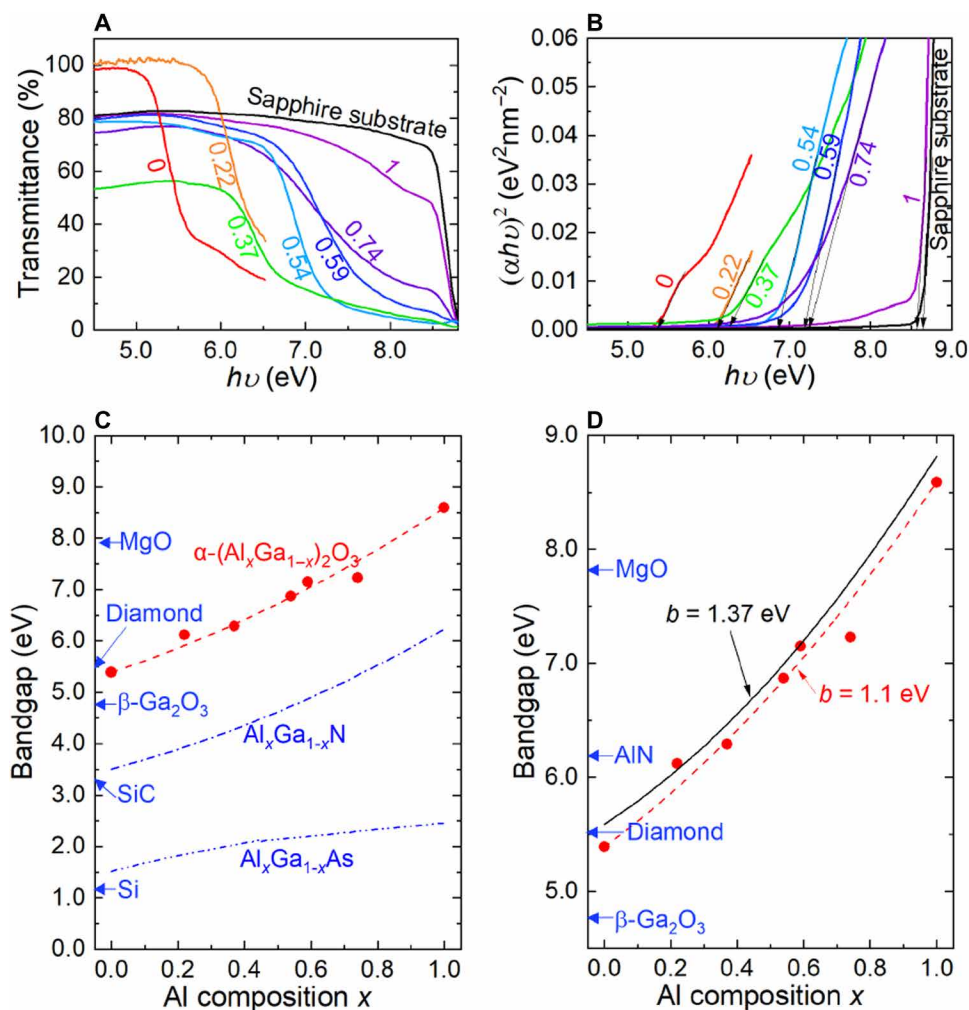 A
Transmittance (%)
100
80
60
40
20
0
5.0 6.0 7.0 8.0
hυ (eV)
Sapphire substrate
0
0.22
0.37
0.54
0.59
0.74
1
B
(αhυ)² (eV²nm⁻²)
0.06
0.05
0.04
0.03
0.02
0.01
0.00
5.0 6.0 7.0 8.0 9.0
hυ (eV)
0
0.22
0.37
0.54
0.59
0.74
1
Sapphire substrate
C
Bandgap (eV)
10.0
9.0
8.0
7.0
6.0
5.0
4.0
3.0
2.0
1.0
0.0
MgO
α-(AlₓGa₁₋ₓ)₂O₃
Diamond
β-Ga₂O₃
AlₓGa₁₋ₓN
SiC
AlₓGa₁₋ₓAs
Si
0.0 0.2 0.4 0.6 0.8 1.0
Al composition x
D
Bandgap (eV)
9.0
8.0
7.0
6.0
5.0
MgO
b = 1.37 eV
b = 1.1 eV
AlN
Diamond
β-Ga₂O₃
0.0 0.2 0.4 0.6 0.8 1.0
Al composition x